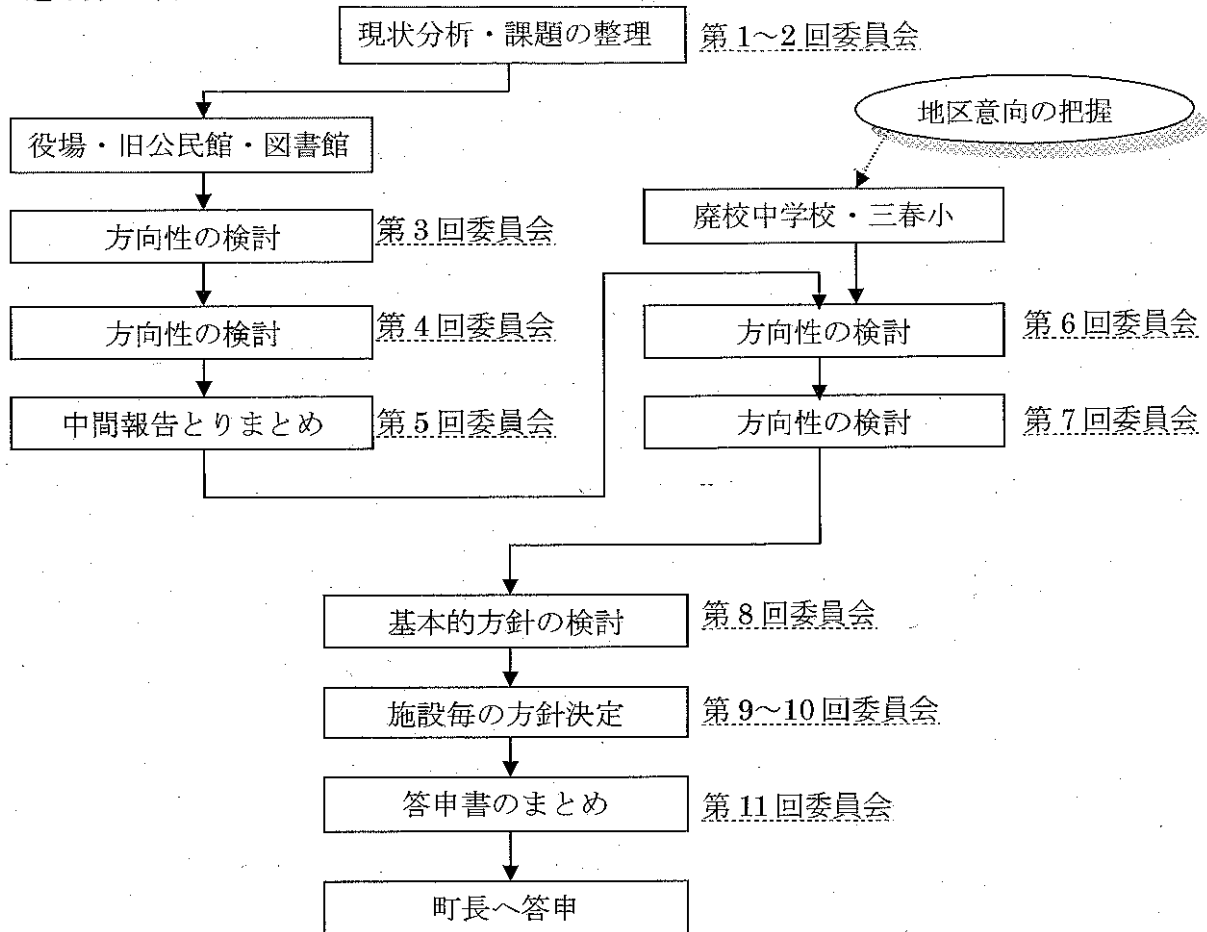 現状分析・課題の整理 第1~2回委員会
役場・旧公民館・図書館
方向性の検討 第3回委員会
方向性の検討 第4回委員会
中間報告とりまとめ 第5回委員会
地区意向の把握
廃校中学校・三春小
方向性の検討 第6回委員会
方向性の検討 第7回委員会
基本的方針の検討 第8回委員会
施設毎の方針決定 第9~10回委員会
答申書のまとめ 第11回委員会
町長へ答申